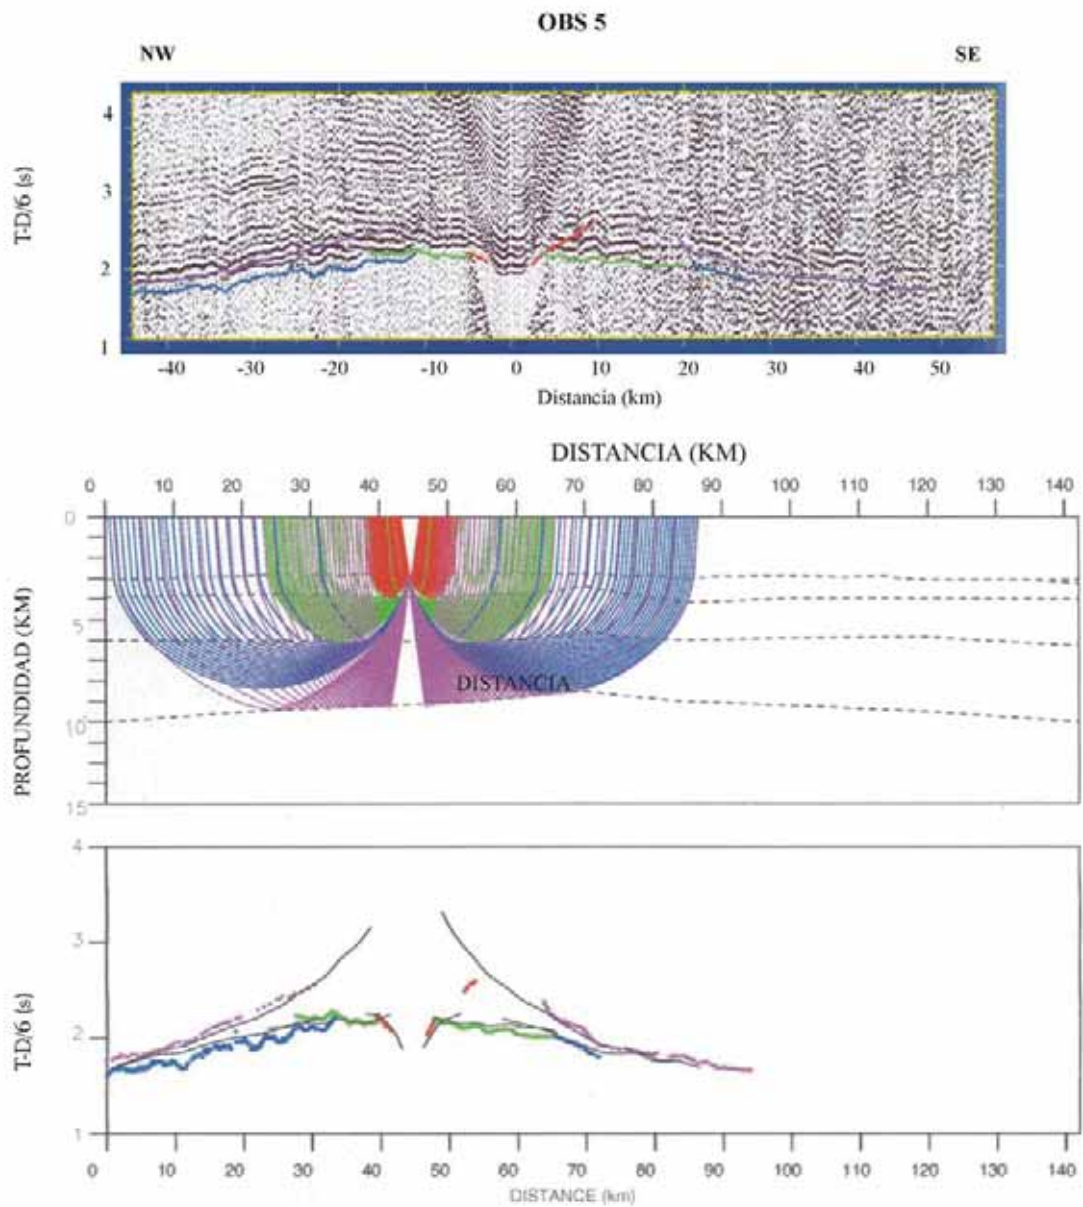 OBS 5
NW SE
T-D/6 (s)
4
3
2
1
-40 -30 -20 -10 0 10 20 30 40 50
Distancia (km)
DISTANCIA (KM)
0 10 20 30 40 50 60 70 80 90 100 110 120 130 140
PROFUNDIDAD (KM)
0
5
10
15
DISTANCIA
T-D/6 (s)
4
3
2
1
0 10 20 30 40 50 60 70 80 90 100 110 120 130 140
DISTANCE (km)